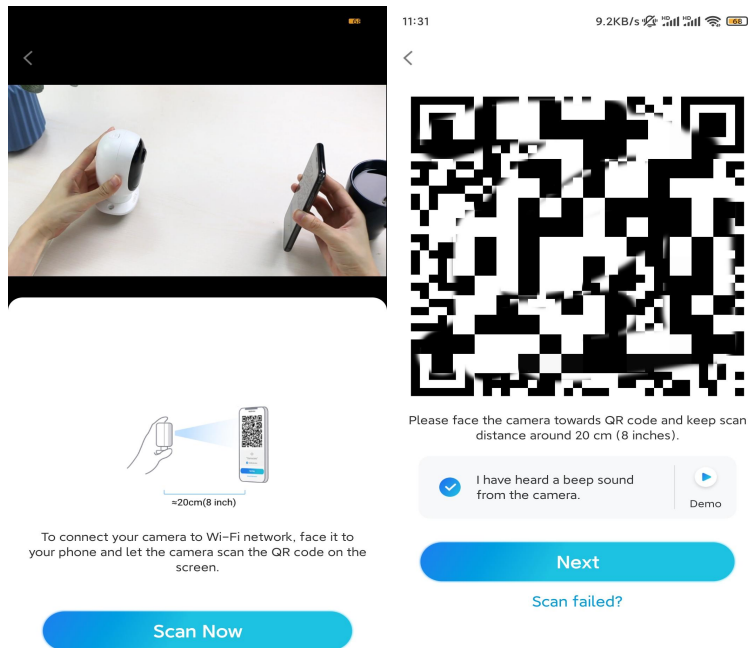 68
≈20cm(8 inch)
To connect your camera to Wi-Fi network, face it to
your phone and let the camera scan the QR code on the
screen.
Scan Now
11:31
9.2KB/s HD HD 68
Please face the camera towards QR code and keep scan
distance around 20 cm (8 inches).
I have heard a beep sound
from the camera.
Demo
Next
Scan failed?